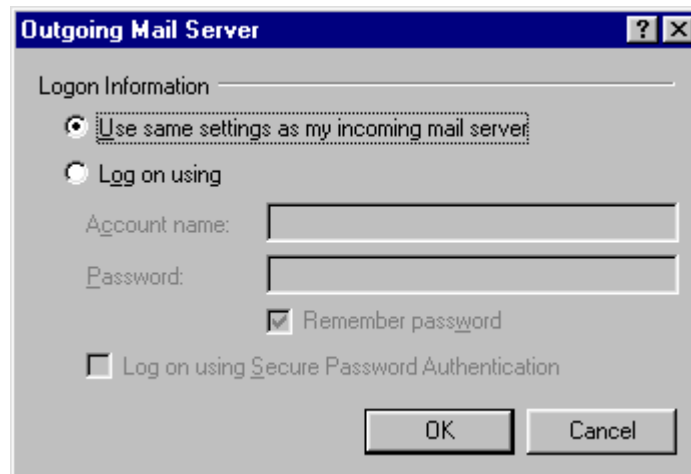 Outgoing Mail Server
Logon Information
Use same settings as my incoming mail server
Log on using
Account name:
Password:
Remember password
Log on using Secure Password Authentication
OK Cancel